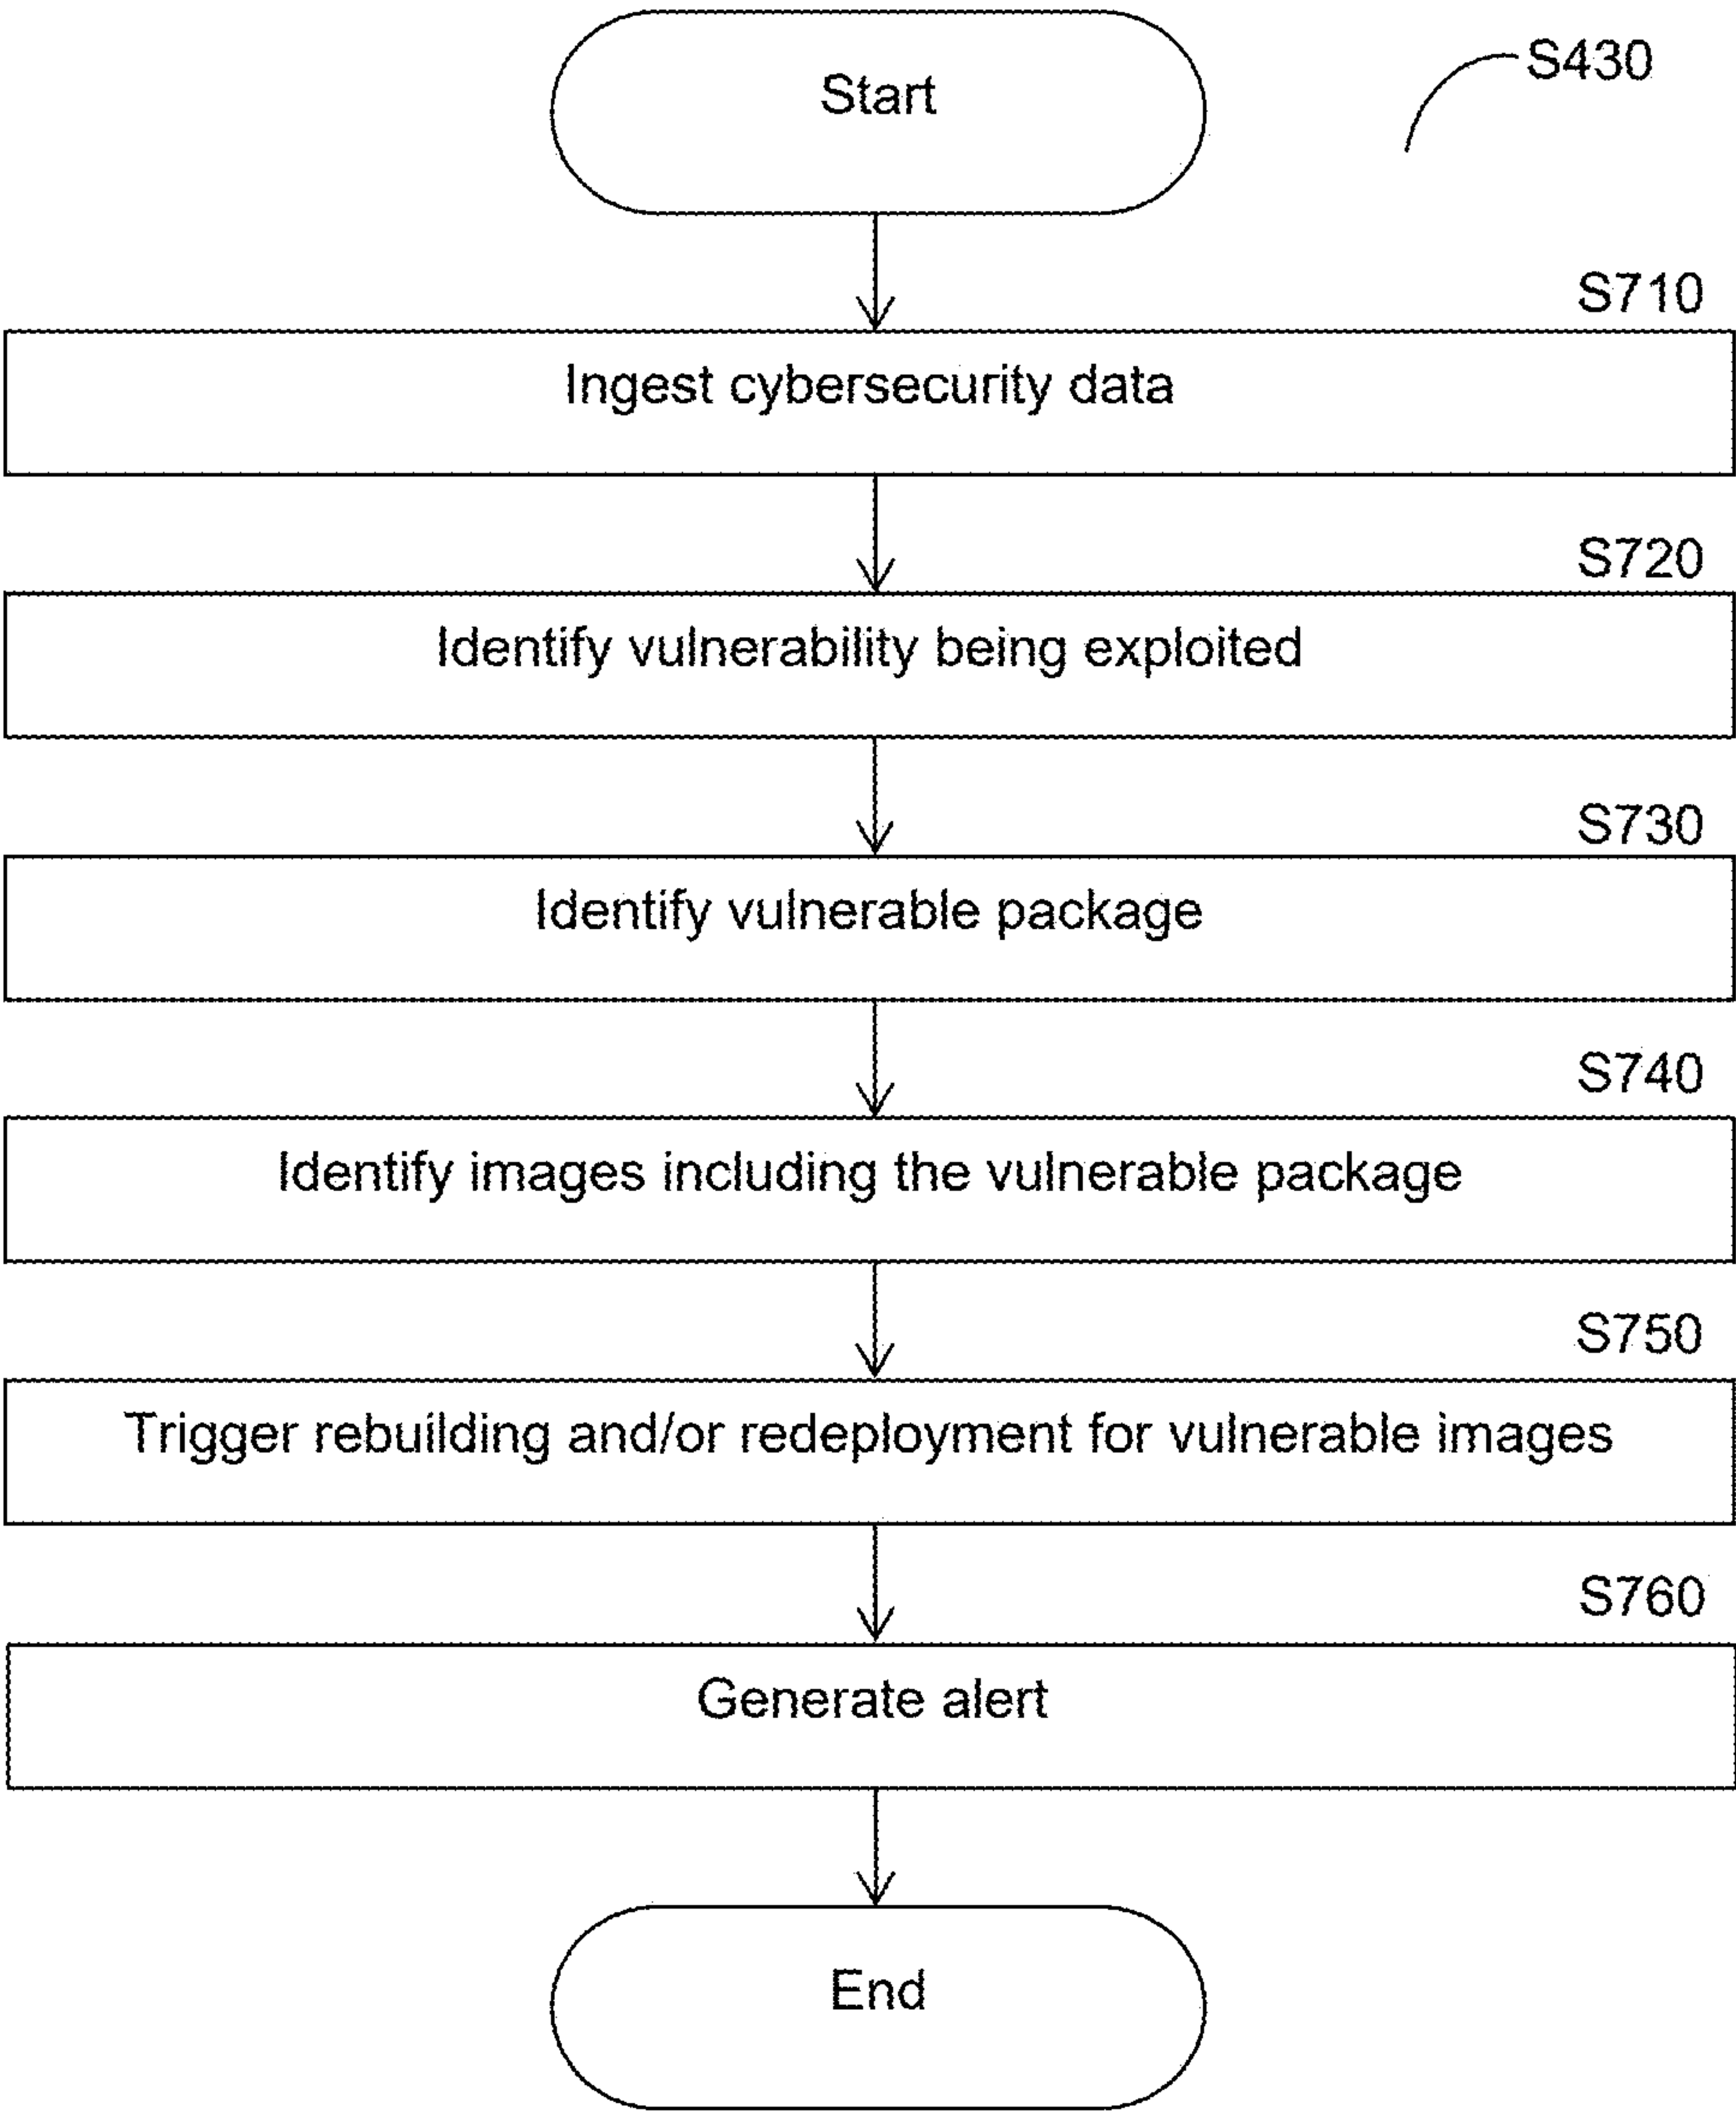 Start
S430
S710
Ingest cybersecurity data
S720
Identify vulnerability being exploited
S730
Identify vulnerable package
S740
Identify images including the vulnerable package
S750
Trigger rebuilding and/or redeployment for vulnerable images
S760
Generate alert
End